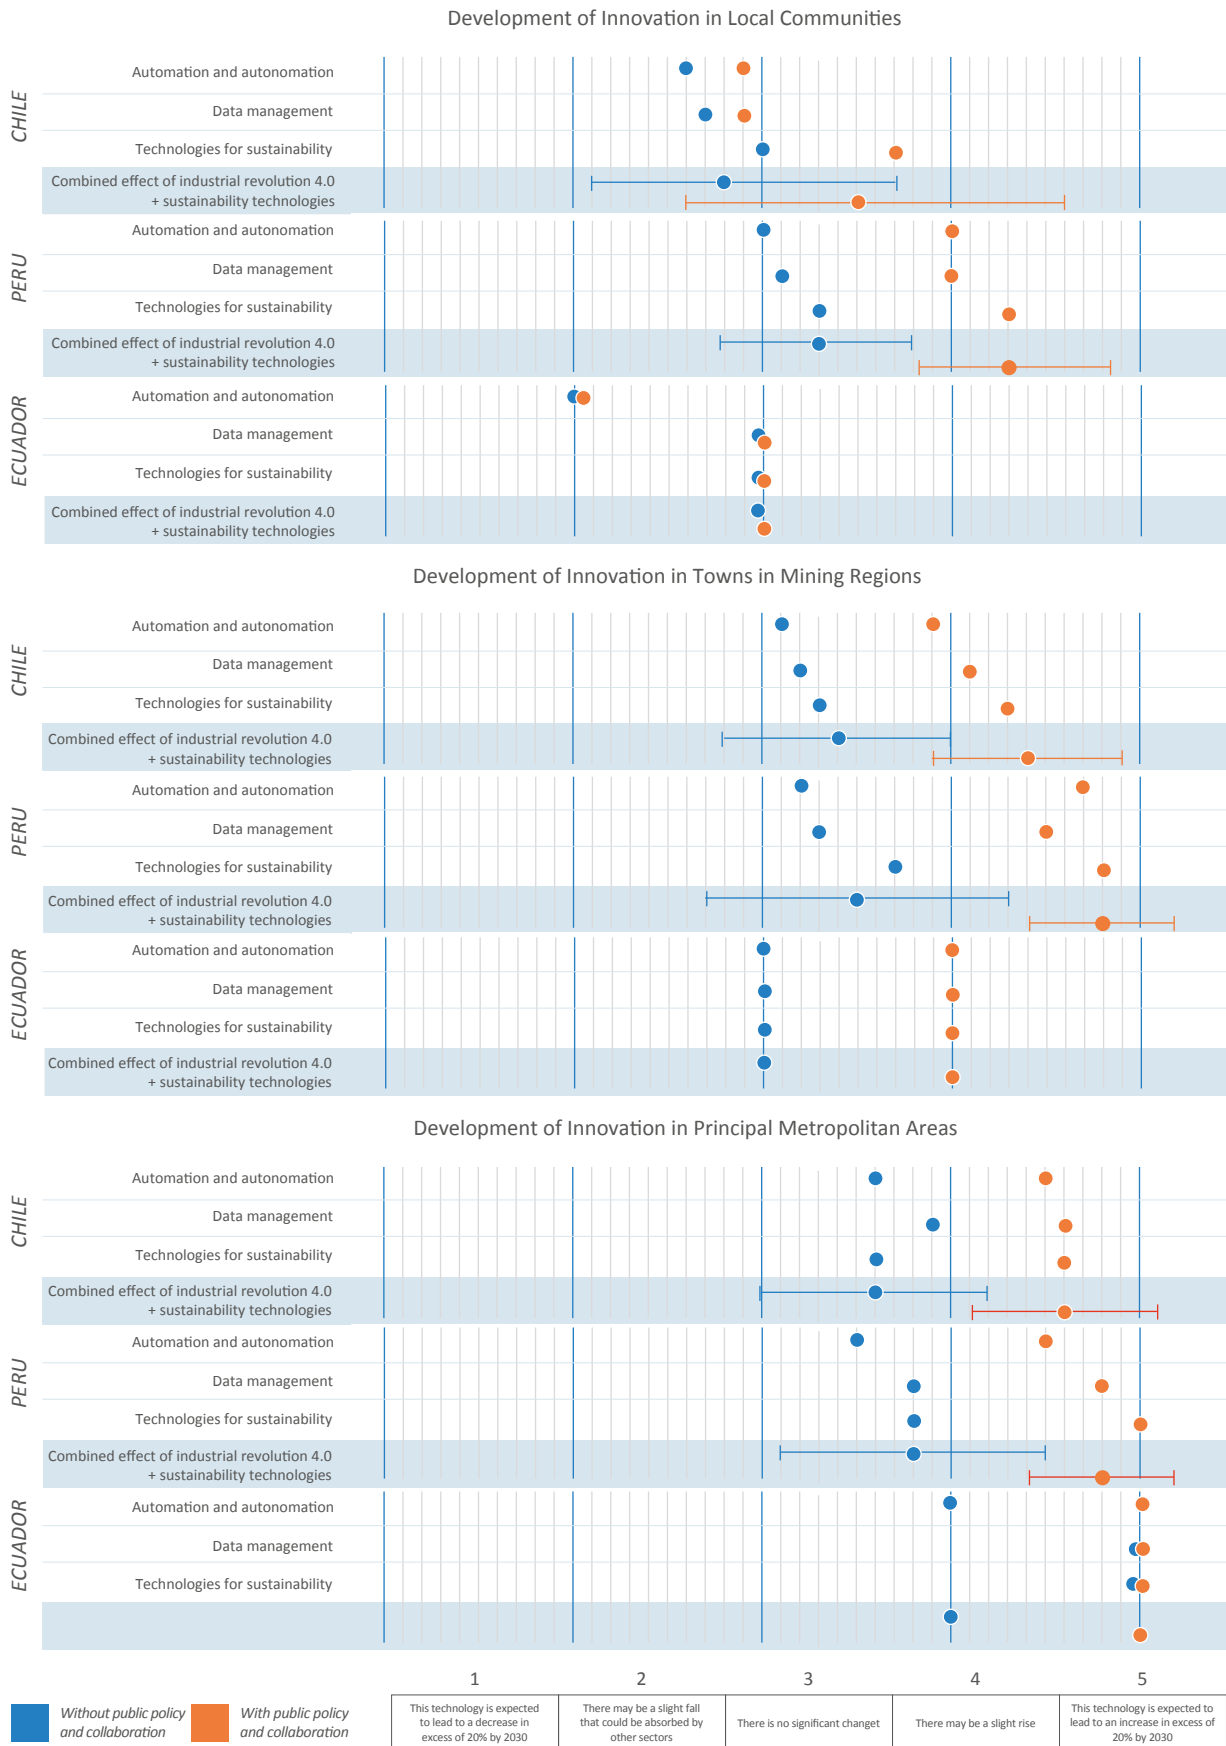 Development of Innovation in Local Communities
CHILE
Automation and autonomation
Data management
Technologies for sustainability
Combined effect of industrial revolution 4.0
+ sustainability technologies
PERU
Automation and autonomation
Data management
Technologies for sustainability
Combined effect of industrial revolution 4.0
+ sustainability technologies
ECUADOR
Automation and autonomation
Data management
Technologies for sustainability
Combined effect of industrial revolution 4.0
+ sustainability technologies
Development of Innovation in Towns in Mining Regions
CHILE
Automation and autonomation
Data management
Technologies for sustainability
Combined effect of industrial revolution 4.0
+ sustainability technologies
PERU
Automation and autonomation
Data management
Technologies for sustainability
Combined effect of industrial revolution 4.0
+ sustainability technologies
ECUADOR
Automation and autonomation
Data management
Technologies for sustainability
Combined effect of industrial revolution 4.0
+ sustainability technologies
Development of Innovation in Principal Metropolitan Areas
CHILE
Automation and autonomation
Data management
Technologies for sustainability
Combined effect of industrial revolution 4.0
+ sustainability technologies
PERU
Automation and autonomation
Data management
Technologies for sustainability
Combined effect of industrial revolution 4.0
+ sustainability technologies
ECUADOR
Automation and autonomation
Data management
Technologies for sustainability
1 2 3 4 5
Without public policy
and collaboration
With public policy
and collaboration
This technology is expected
to lead to a decrease in
excess of 20% by 2030
There may be a slight fall
that could be absorbed by
other sectors
There is no significant changet
There may be a slight rise
This technology is expected to
lead to an increase in excess of
20% by 2030